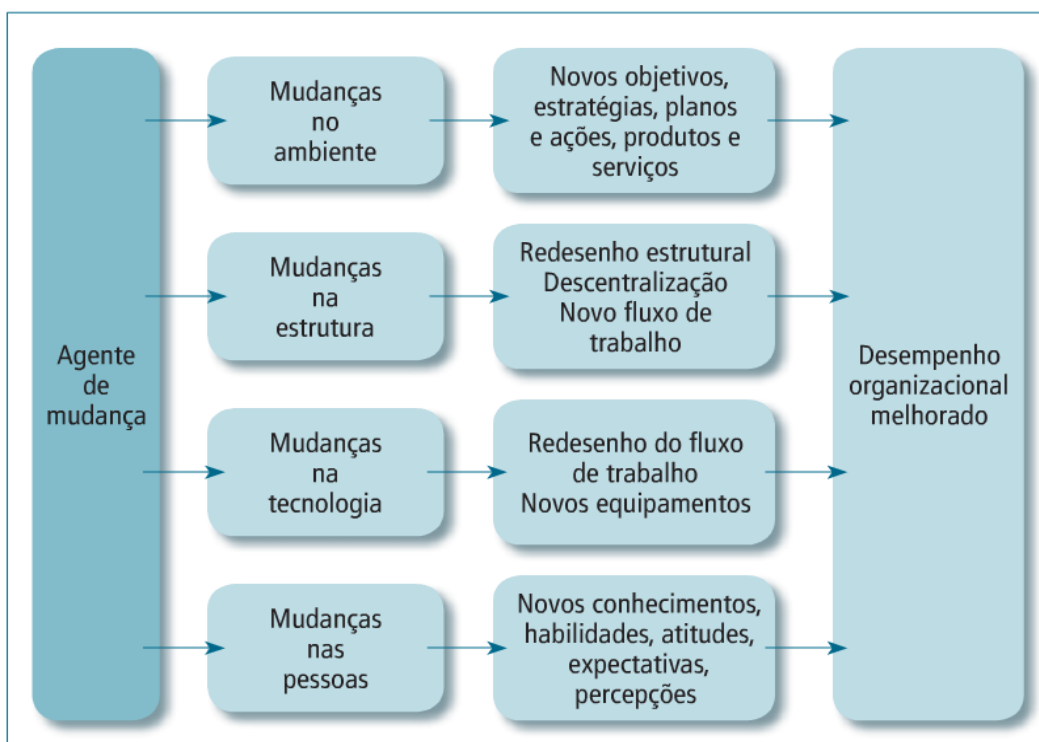 Agente
de
mudança
Mudanças
no
ambiente
Novos objetivos,
estratégias, planos
e ações, produtos e
serviços
Mudanças
na
estrutura
Redesenho estrutural
Descentralização
Novo fluxo de
trabalho
Mudanças
na
tecnologia
Redesenho do fluxo
de trabalho
Novos equipamentos
Mudanças
nas
pessoas
Novos conhecimentos,
habilidades, atitudes,
expectativas,
percepções
Desempenho
organizacional
melhorado